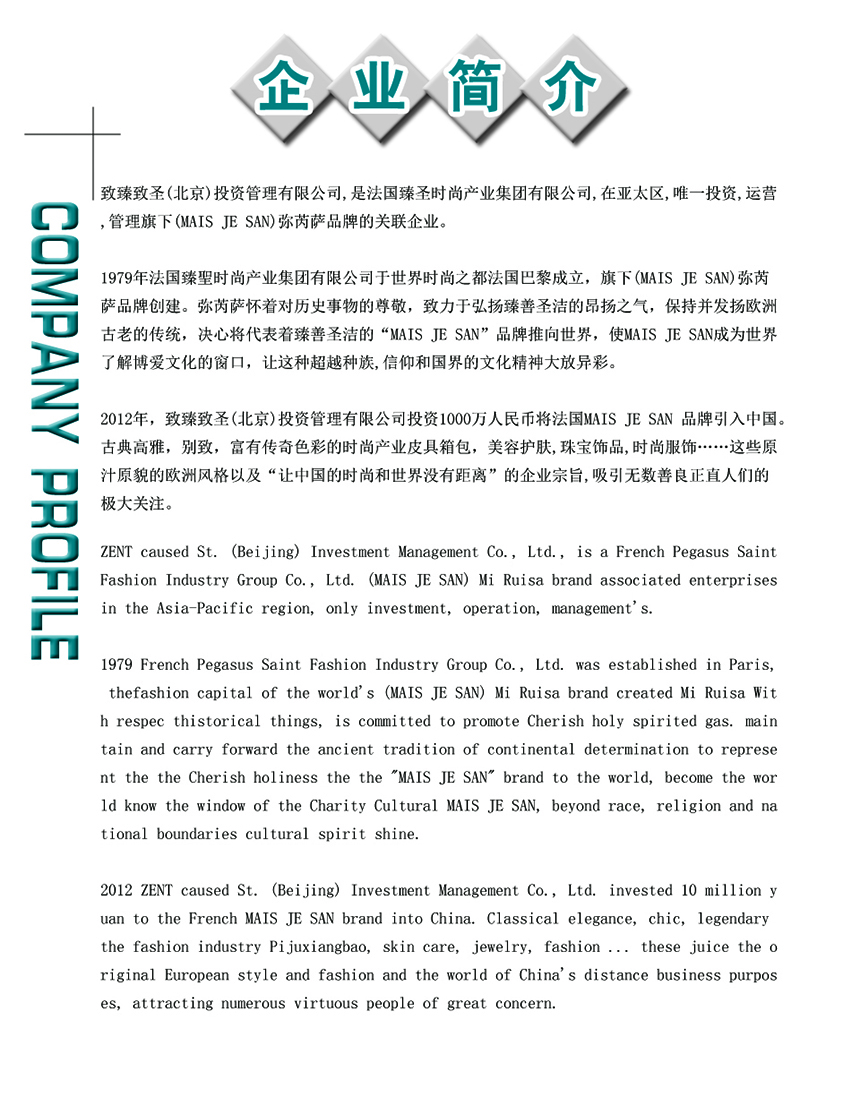 企业简介
COMPANY PROFILE
致臻致圣(北京)投资管理有限公司,是法国臻圣时尚产业集团有限公司,在亚太区,唯一投资,运营
,管理旗下(MAIS JE SAN)弥芮萨品牌的关联企业。
1979年法国臻聖时尚产业集团有限公司于世界时尚之都法国巴黎成立，旗下(MAIS JE SAN)弥芮
萨品牌创建。弥芮萨怀着对历史事物的尊敬，致力于弘扬臻善圣洁的昂扬之气，保持并发扬欧洲
古老的传统，决心将代表着臻善圣洁的“MAIS JE SAN”品牌推向世界，使MAIS JE SAN成为世界
了解博爱文化的窗口，让这种超越种族,信仰和国界的文化精神大放异彩。
2012年，致臻致圣(北京)投资管理有限公司投资1000万人民币将法国MAIS JE SAN 品牌引入中国。
古典高雅，别致，富有传奇色彩的时尚产业皮具箱包，美容护肤,珠宝饰品,时尚服饰……这些原
汁原貌的欧洲风格以及“让中国的时尚和世界没有距离”的企业宗旨,吸引无数善良正直人们的
极大关注。
ZENT caused St. (Beijing) Investment Management Co., Ltd., is a French Pegasus Saint
Fashion Industry Group Co., Ltd. (MAIS JE SAN) Mi Ruisa brand associated enterprises
in the Asia-Pacific region, only investment, operation, management's.
1979 French Pegasus Saint Fashion Industry Group Co., Ltd. was established in Paris,
thefashion capital of the world's (MAIS JE SAN) Mi Ruisa brand created Mi Ruisa Wit
h respec thistorical things, is committed to promote Cherish holy spirited gas. main
tain and carry forward the ancient tradition of continental determination to represe
nt the the Cherish holiness the the "MAIS JE SAN" brand to the world, become the wor
ld know the window of the Charity Cultural MAIS JE SAN, beyond race, religion and na
tional boundaries cultural spirit shine.
2012 ZENT caused St. (Beijing) Investment Management Co., Ltd. invested 10 million y
uan to the French MAIS JE SAN brand into China. Classical elegance, chic, legendary
the fashion industry Pijuxiangbao, skin care, jewelry, fashion ... these juice the o
riginal European style and fashion and the world of China's distance business purpos
es, attracting numerous virtuous people of great concern.